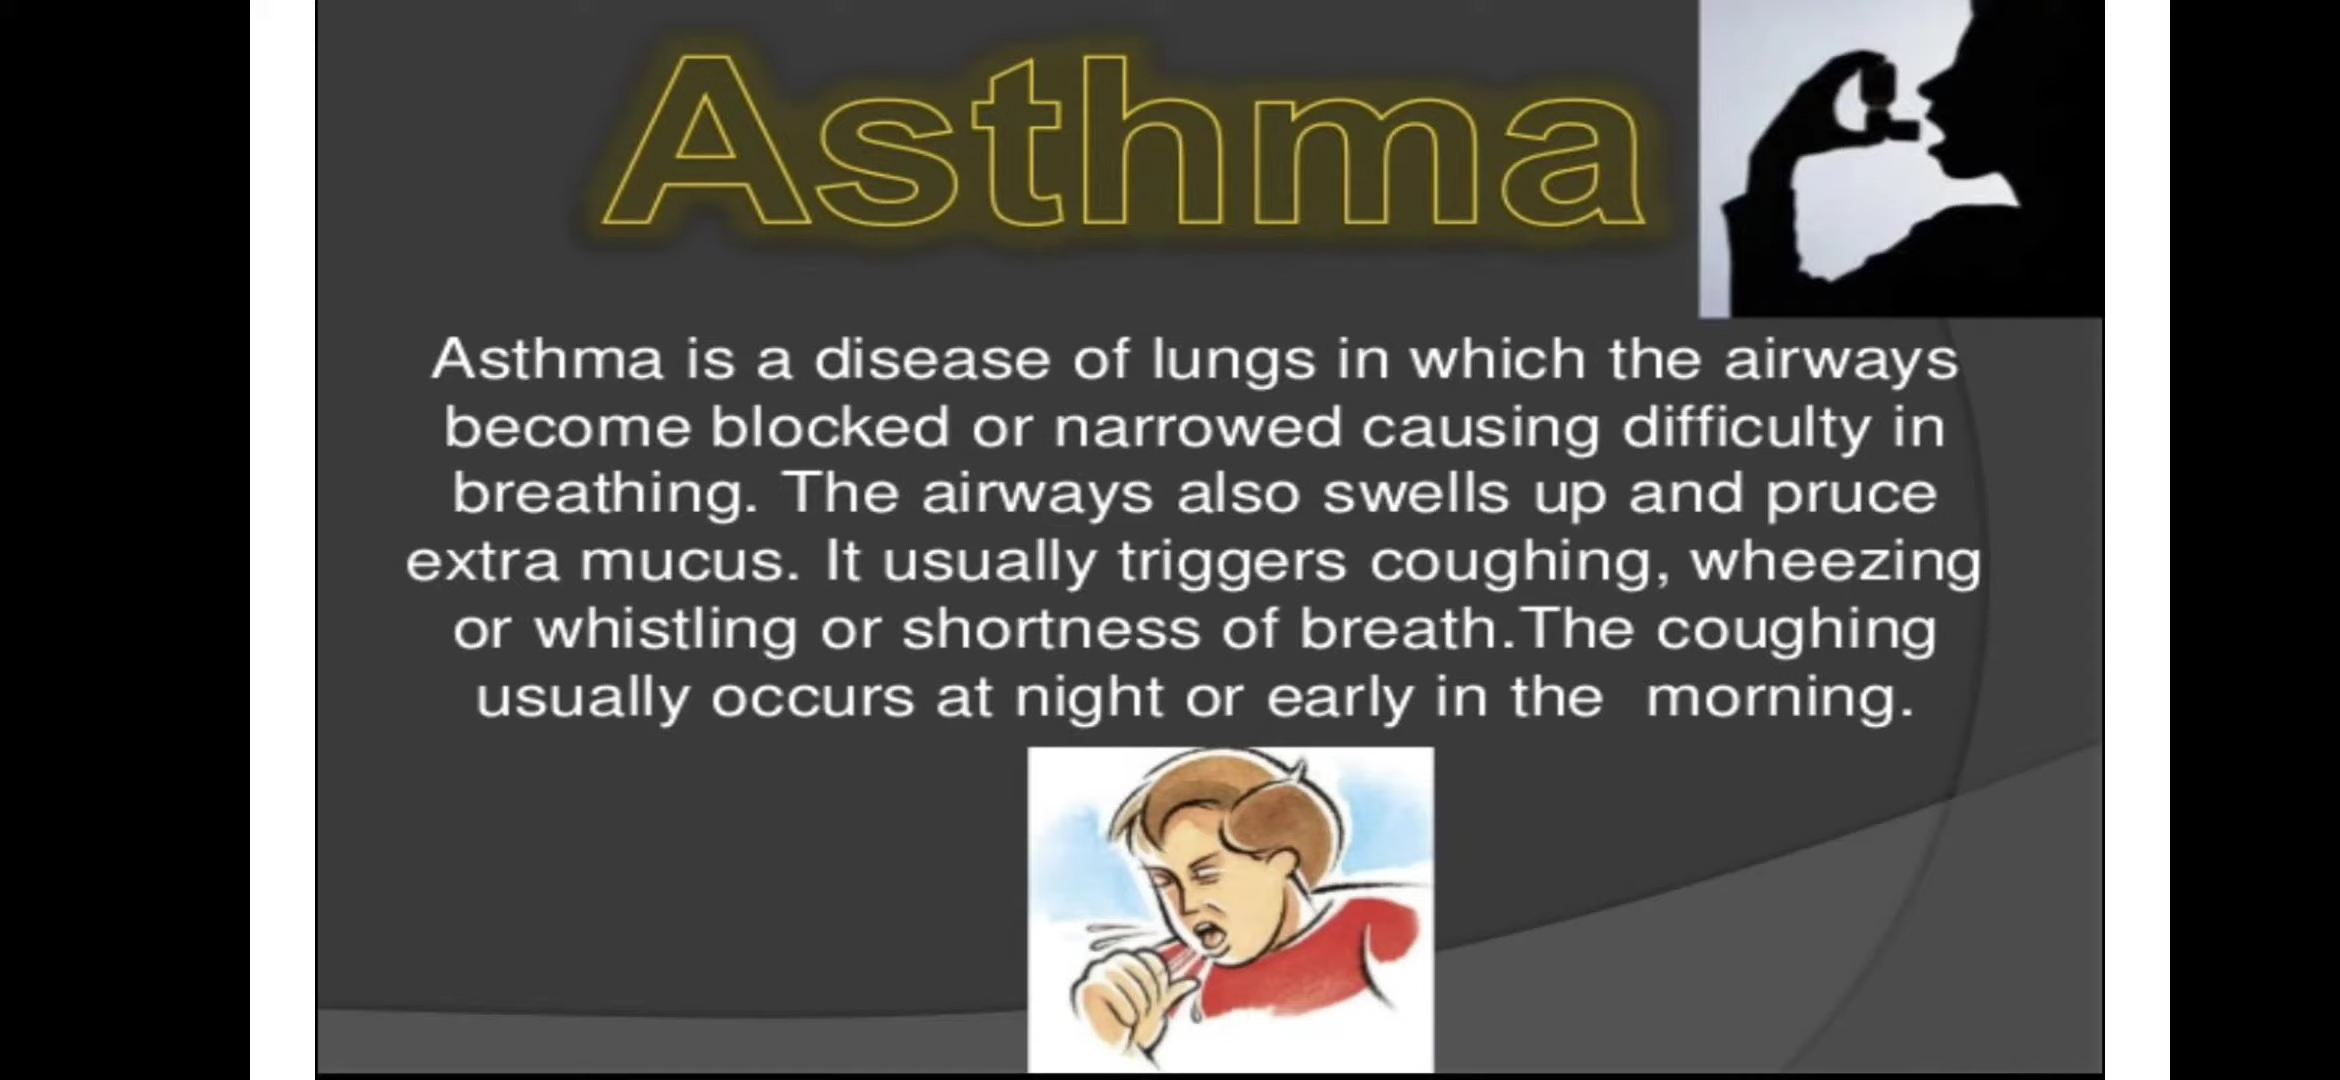 Asthma
Asthma is a disease of lungs in which the airways
become blocked or narrowed causing difficulty in
breathing. The airways also swells up and pruce
extra mucus. It usually triggers coughing, wheezing
or whistling or shortness of breath.The coughing
usually occurs at night or early in the  morning.